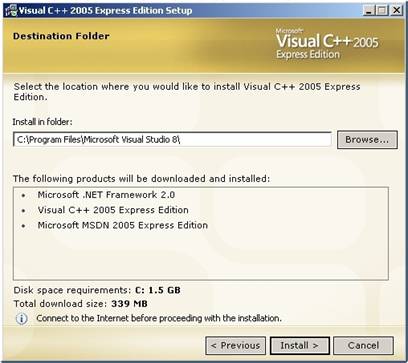 Visual C++ 2005 Express Edition Setup
Destination Folder
Microsoft
Visual C++ 2005
Express Edition
Select the location where you would like to install Visual C++ 2005 Express
Edition.
Install in folder:
C:\Program Files\Microsoft Visual Studio 8\
Browse...
The following products will be downloaded and installed:
• Microsoft .NET Framework 2.0
• Visual C++ 2005 Express Edition
• Microsoft MSDN 2005 Express Edition
Disk space requirements: C: 1.5 GB
Total download size: 339 MB
Connect to the Internet before proceeding with the installation.
< Previous
Install >
Cancel